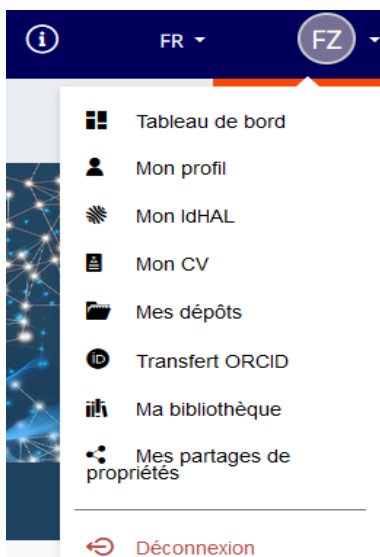 FR
FZ
Tableau de bord
Mon profil
Mon IdHAL
Mon CV
Mes dépôts
iD
Transfert ORCID
Ma bibliothèque
Mes partages de
propriétés
Déconnexion